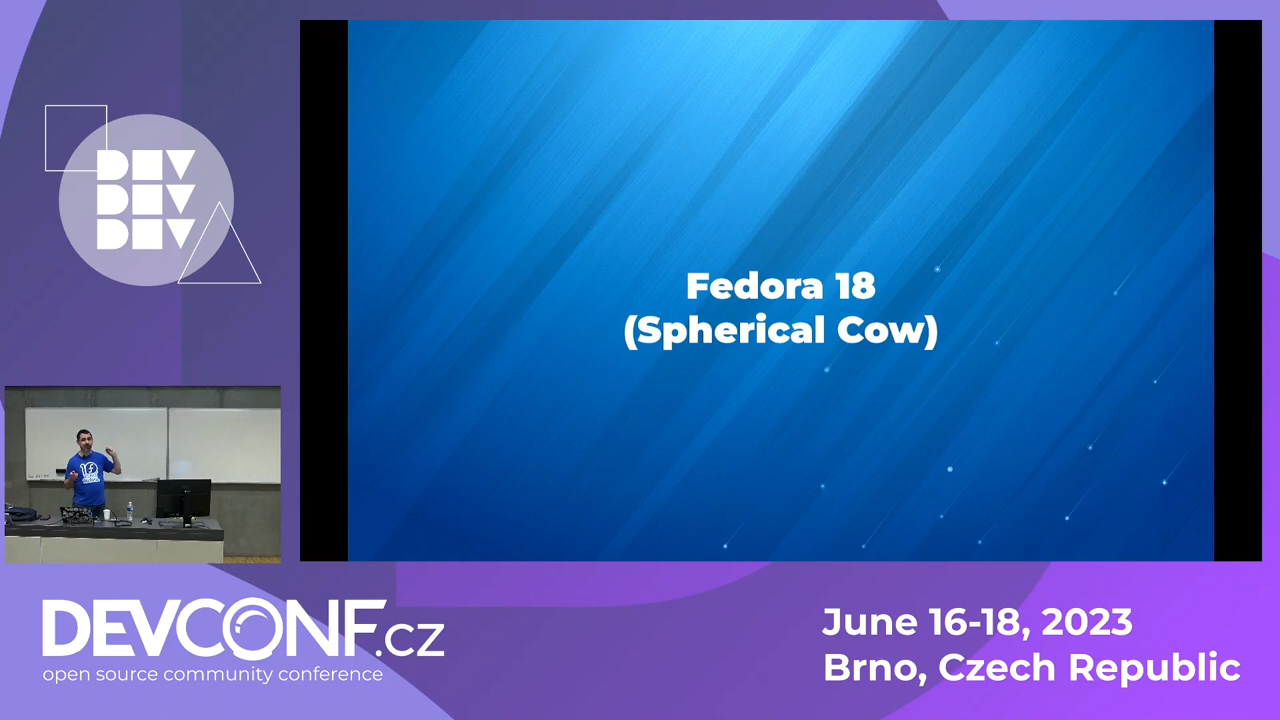 DEV
DEV
DEV
Fedora 18
(Spherical Cow)
DEVCONF.cz
open source community conference
June 16-18, 2023
Brno, Czech Republic